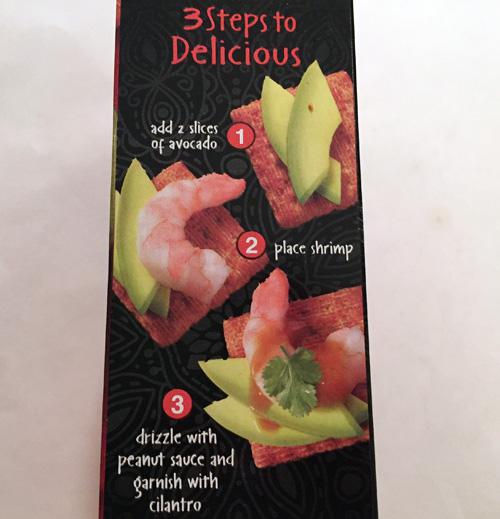 3 Steps to
Delicious
add 2 slices
of avocado
1
2
place shrimp
3
drizzle with
peanut sauce and
garnish with
cilantro